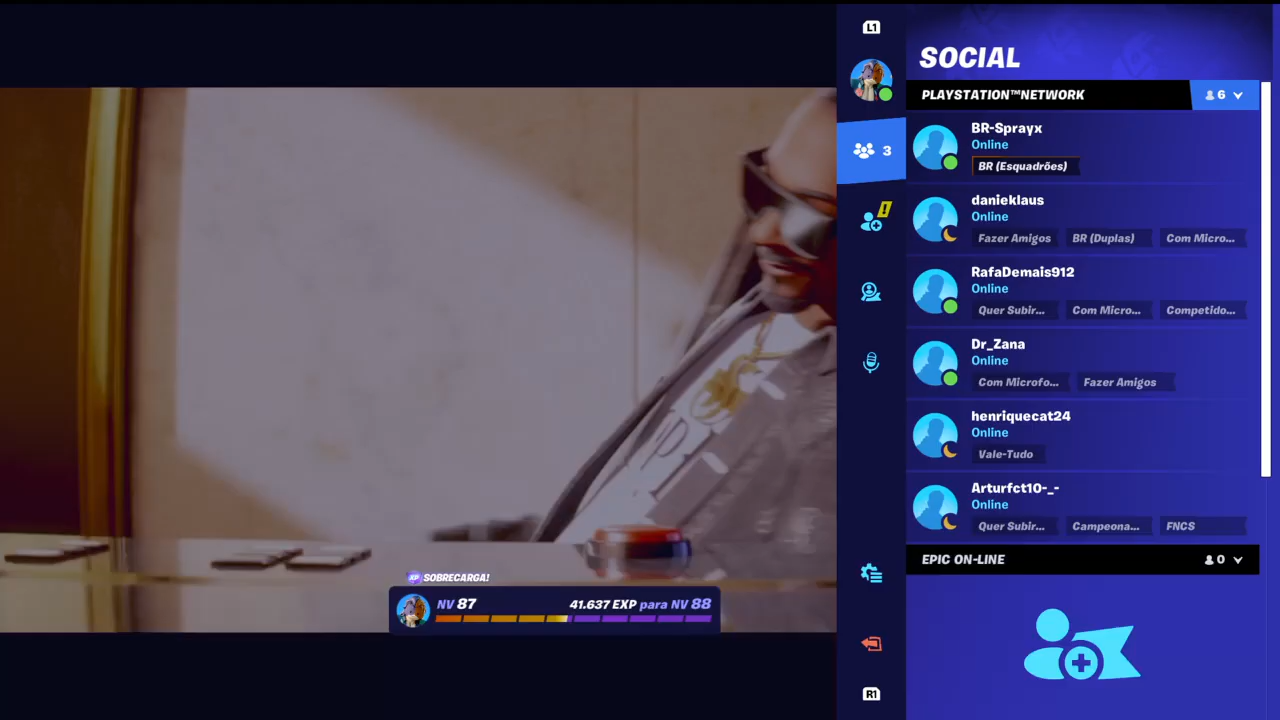 L1
SOCIAL
PLAYSTATION™NETWORK
6
BR-Sprayx
Online
BR (Esquadrões)
3
danieklaus
Online
Fazer Amigos
BR (Duplas)
Com Micro...
RafaDemais912
Online
Quer Subir...
Com Micro...
Competido...
Dr_Zana
Online
Com Microfo...
Fazer Amigos
henriquecat24
Online
Vale-Tudo
Arturfct10-_-
Online
Quer Subir...
Campeona...
FNCS
EPIC ON-LINE
0
XP SOBRECARGA!
NV 87
41.637 EXP para NV 88
R1